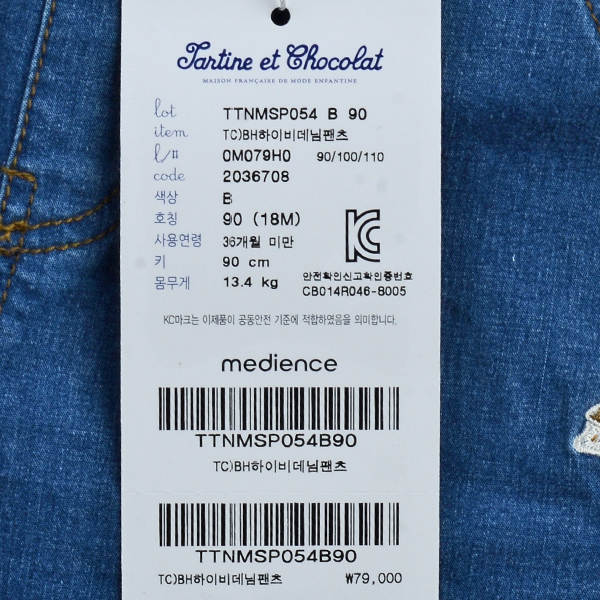 Tartine et Chocolat
MAISON FRANÇAISE DE MODE ENFANTINE
lot TTNMSP054 B 90
item TC)BH하이비데님팬츠
l/# 0M079H0 90/100/110
code 2036708
색상 B
호칭 90 (18M)
사용연령 36개월 미만
키 90 cm
몸무게 13.4 kg
안전확인신고확인증번호
CB014R046-8005
KC마크는 이제품이 공통안전 기준에 적합하였음을 의미합니다.
medience
TTNMSP054B90
TC)BH하이비데님팬츠
TTNMSP054B90
TC)BH하이비데님팬츠 ₩79,000